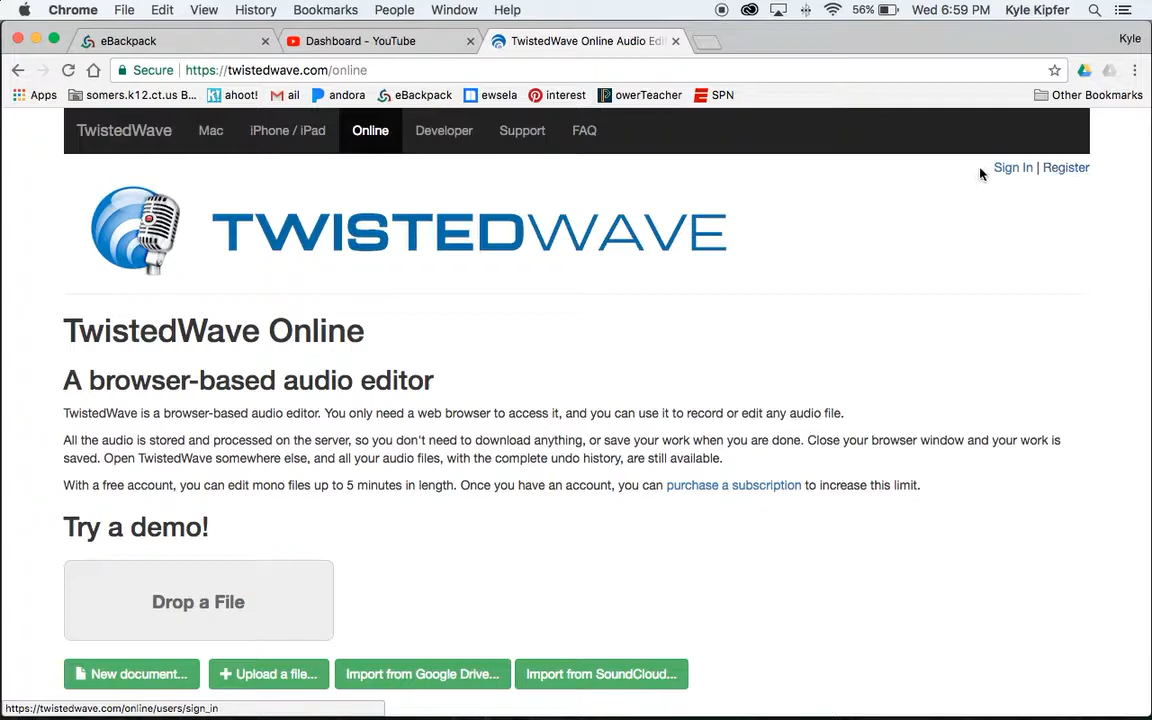 Chrome File Edit View History Bookmarks People Window Help 56% Wed 6:59 PM Kyle Kipfer
eBackpack Dashboard - YouTube TwistedWave Online Audio Edi Kyle
Secure https://twistedwave.com/online
Apps somers.k12.ct.us B... K! ahoot! M ail andora eBackpack ewsela interest owerTeacher SPN Other Bookmarks
TwistedWave Mac iPhone / iPad Online Developer Support FAQ
Sign In | Register
TWISTEDWAVE
TwistedWave Online
A browser-based audio editor
TwistedWave is a browser-based audio editor. You only need a web browser to access it, and you can use it to record or edit any audio file.
All the audio is stored and processed on the server, so you don't need to download anything, or save your work when you are done. Close your browser window and your work is
saved. Open TwistedWave somewhere else, and all your audio files, with the complete undo history, are still available.
With a free account, you can edit mono files up to 5 minutes in length. Once you have an account, you can purchase a subscription to increase this limit.
Try a demo!
Drop a File
New document... Upload a file... Import from Google Drive... Import from SoundCloud...
https://twistedwave.com/online/users/sign_in